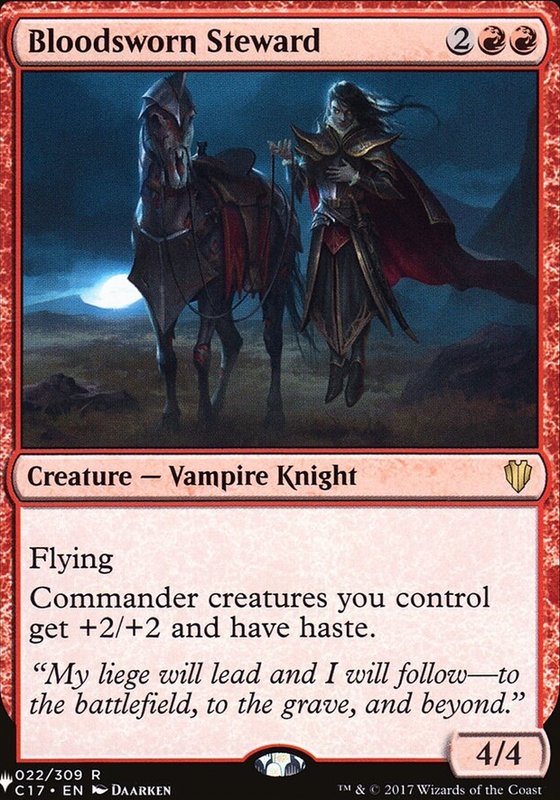 Bloodsworn Steward 2
Creature — Vampire Knight
Flying
Commander creatures you control
get +2/+2 and have haste.
“My liege will lead and I will follow—to
the battlefield, to the grave, and beyond.”
4/4
022/309 R
C17 • EN DAARKEN
™ & © 2017 Wizards of the Coast